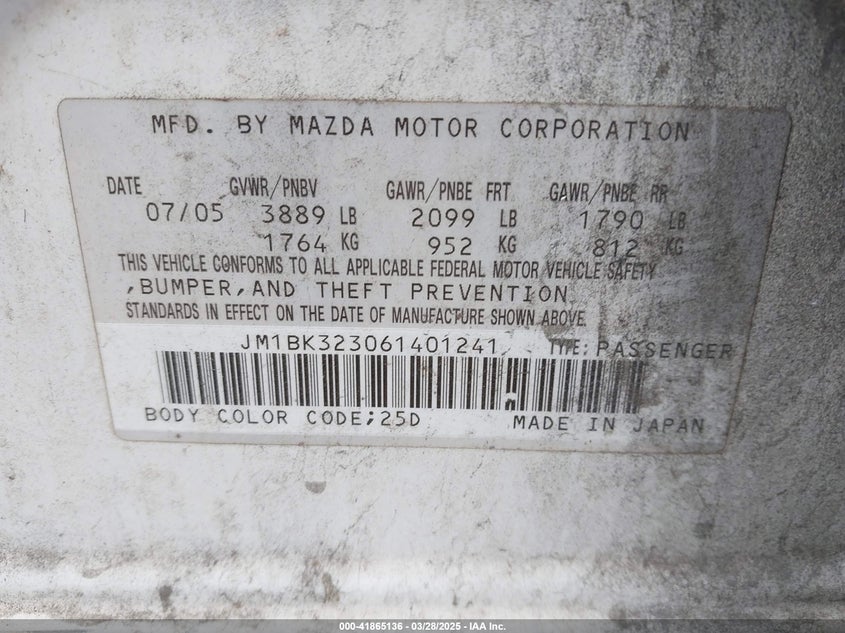 MFD. BY MAZDA MOTOR CORPORATION
DATE GVWR/PNBV GAWR/PNBE FRT GAWR/PNBE RR
07/05 3889 LB 2099 LB 1790 LB
1764 KG 952 KG 812 KG
THIS VEHICLE CONFORMS TO ALL APPLICABLE FEDERAL MOTOR VEHICLE SAFETY
,BUMPER,AND THEFT PREVENTION
STANDARDS IN EFFECT ON THE DATE OF MANUFACTURE SHOWN ABOVE.
JM1BK323061401241 TYPE: PASSENGER
BODY COLOR CODE;25D MADE IN JAPAN
000-41865136 - 03/28/2025 - IAA Inc.